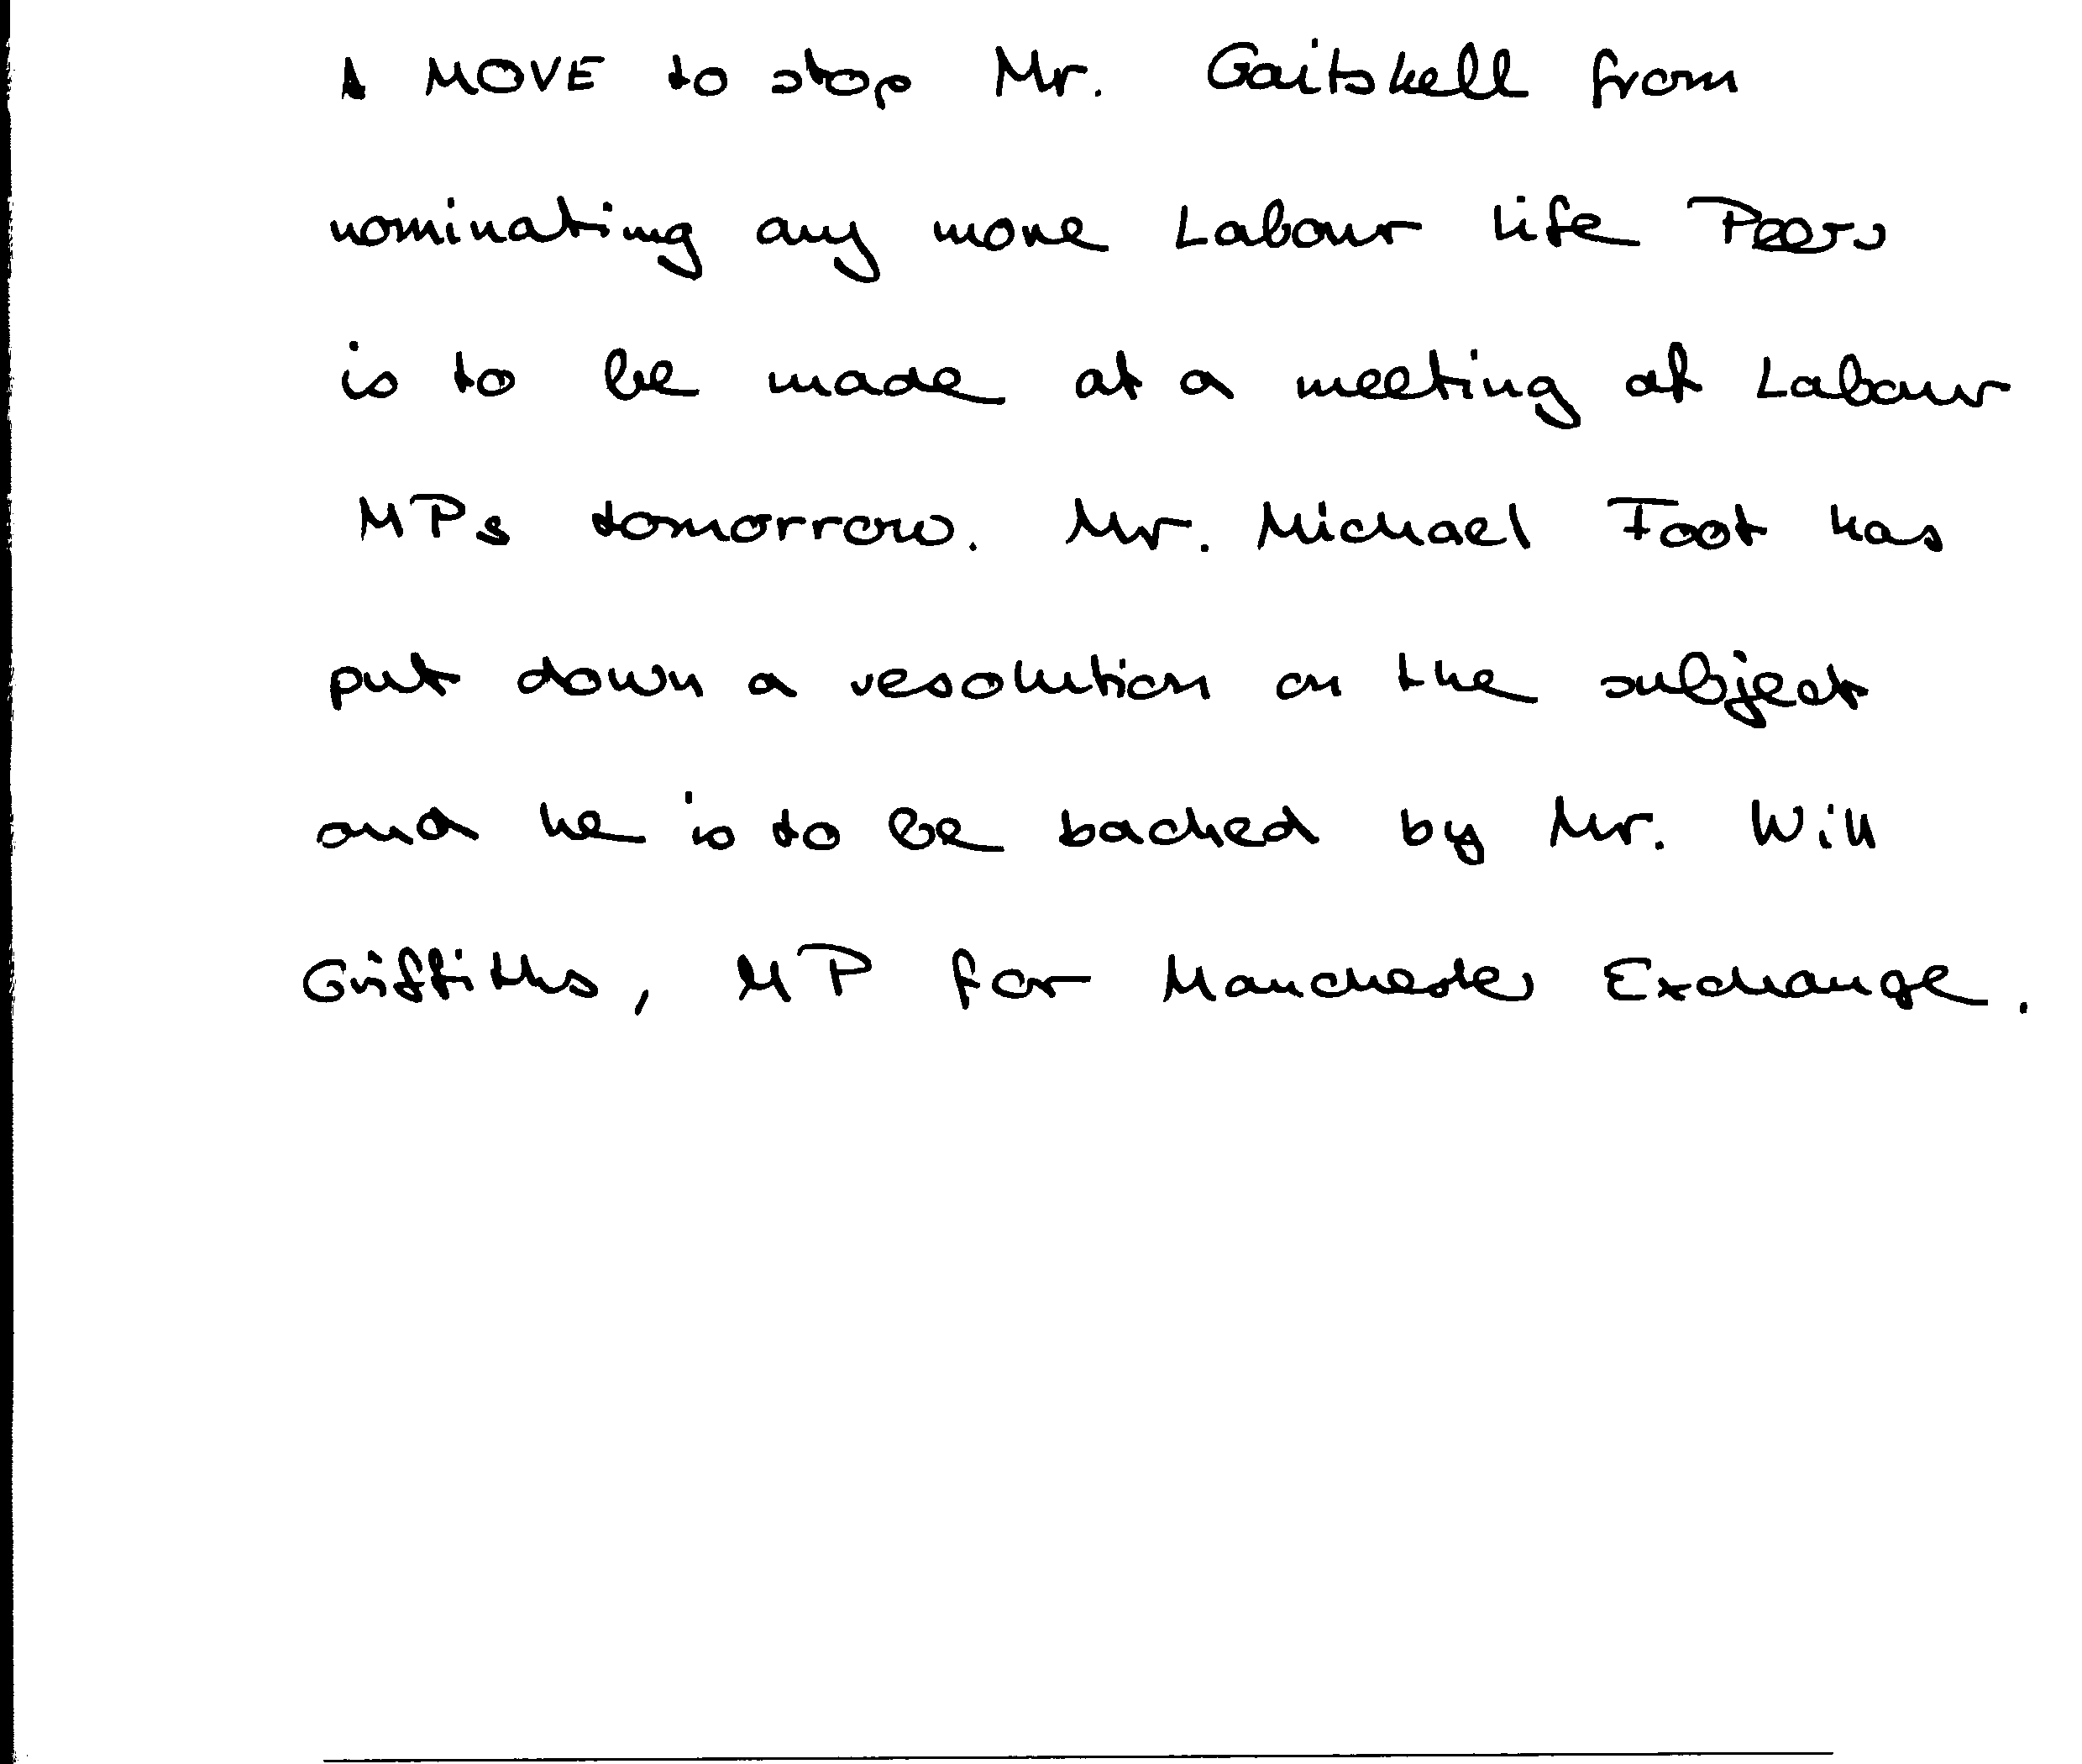 A MOVE to stop Mr. Gaitskell from
nominating any more Labour life Peers
is to be made at a meeting of Labour
MPs tomorrow. Mr. Michael Foot has
put down a resolution on the subject
and he is to be backed by Mr. Will
Griffiths, MP for Manchester Exchange.